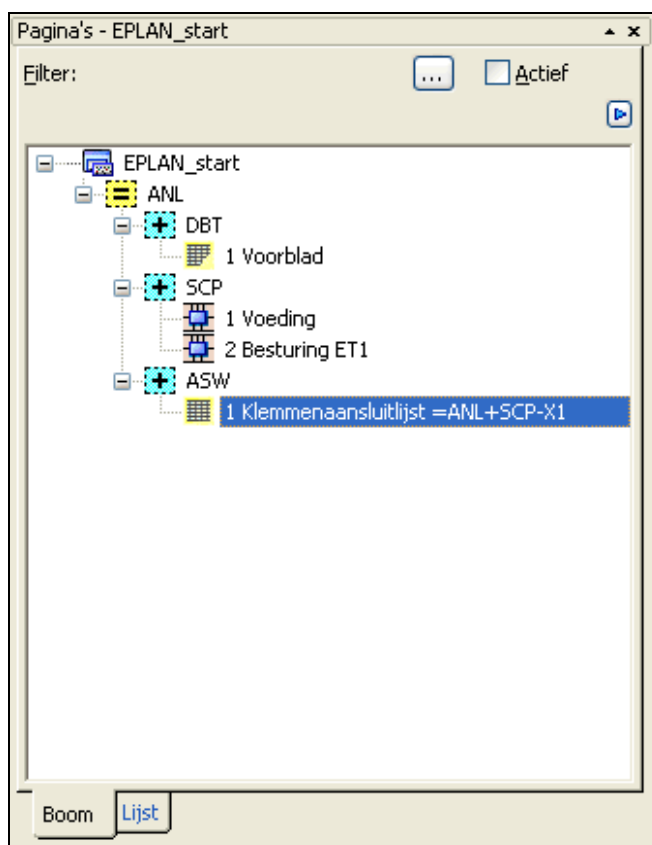 Pagina's - EPLAN_start
Filter:
...
Actief
EPLAN_start
ANL
DBT
1 Voorblad
SCP
1 Voeding
2 Besturing ET1
ASW
1 Klemmenaansluitlijst =ANL+SCP-X1
Boom
Lijst